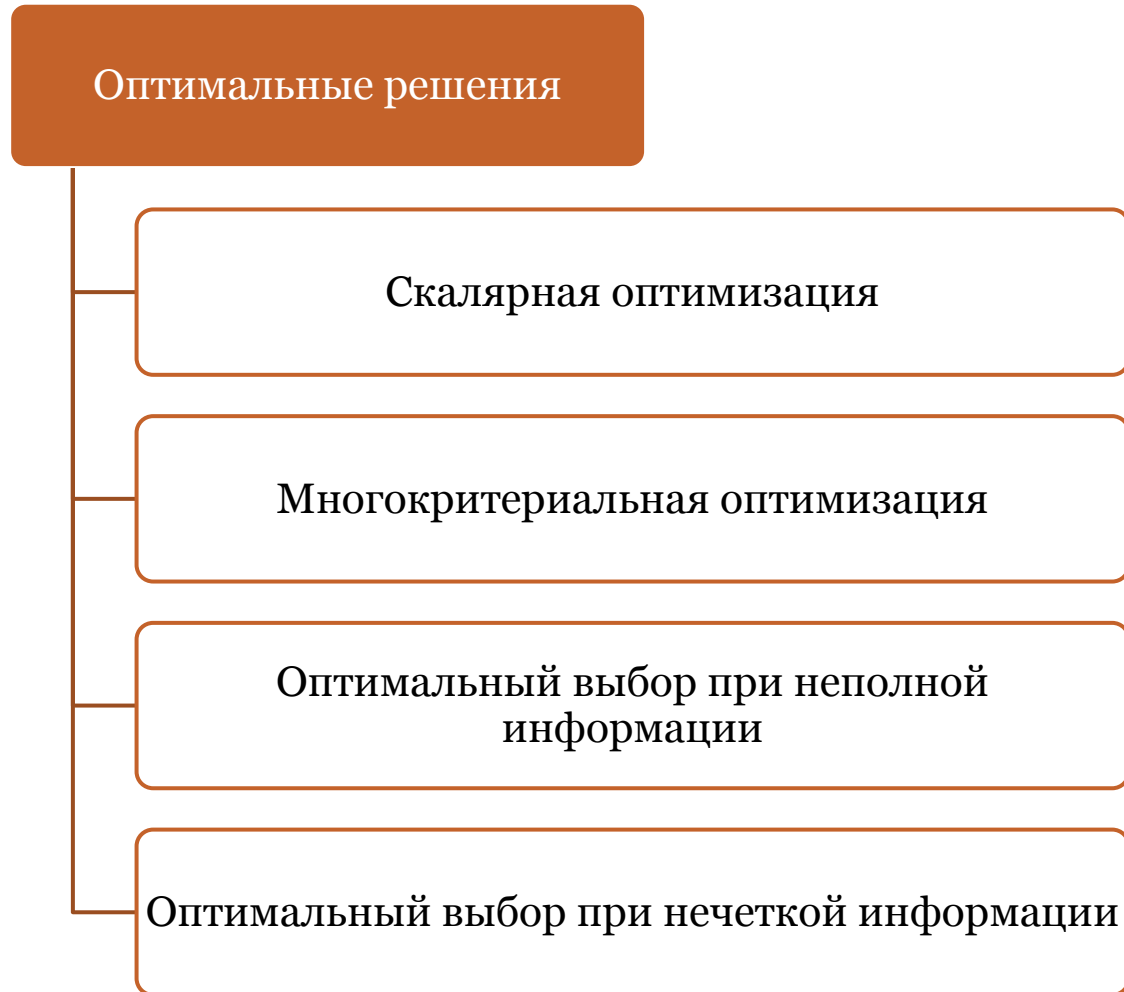 Оптимальные решения
Скалярная оптимизация
Многокритериальная оптимизация
Оптимальный выбор при неполной
информации
Оптимальный выбор при нечеткой информации